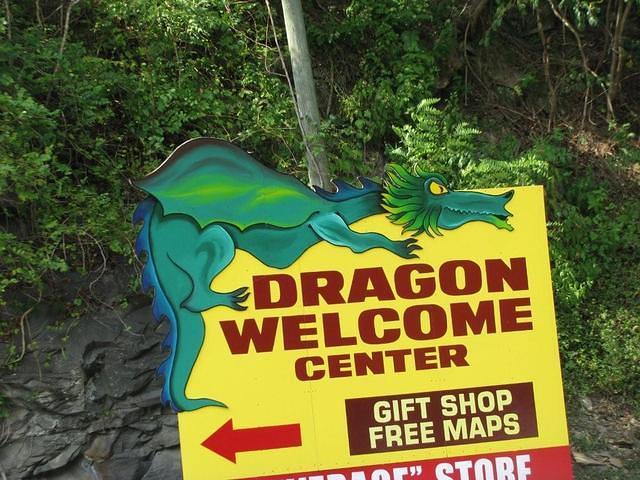 DRAGON
WELCOME
CENTER
GIFT SHOP
FREE MAPS
STORE